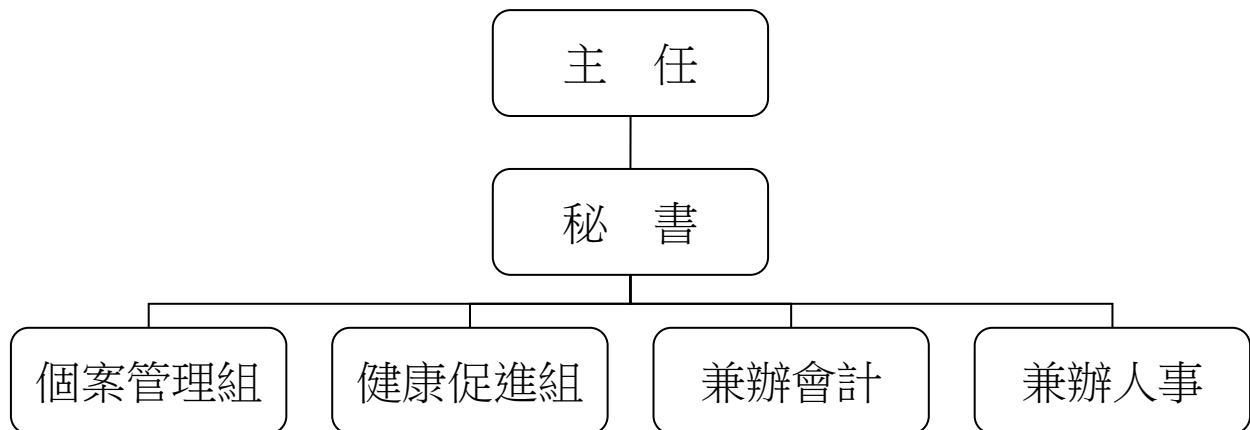 主　任
秘　書
個案管理組
健康促進組
兼辦會計
兼辦人事